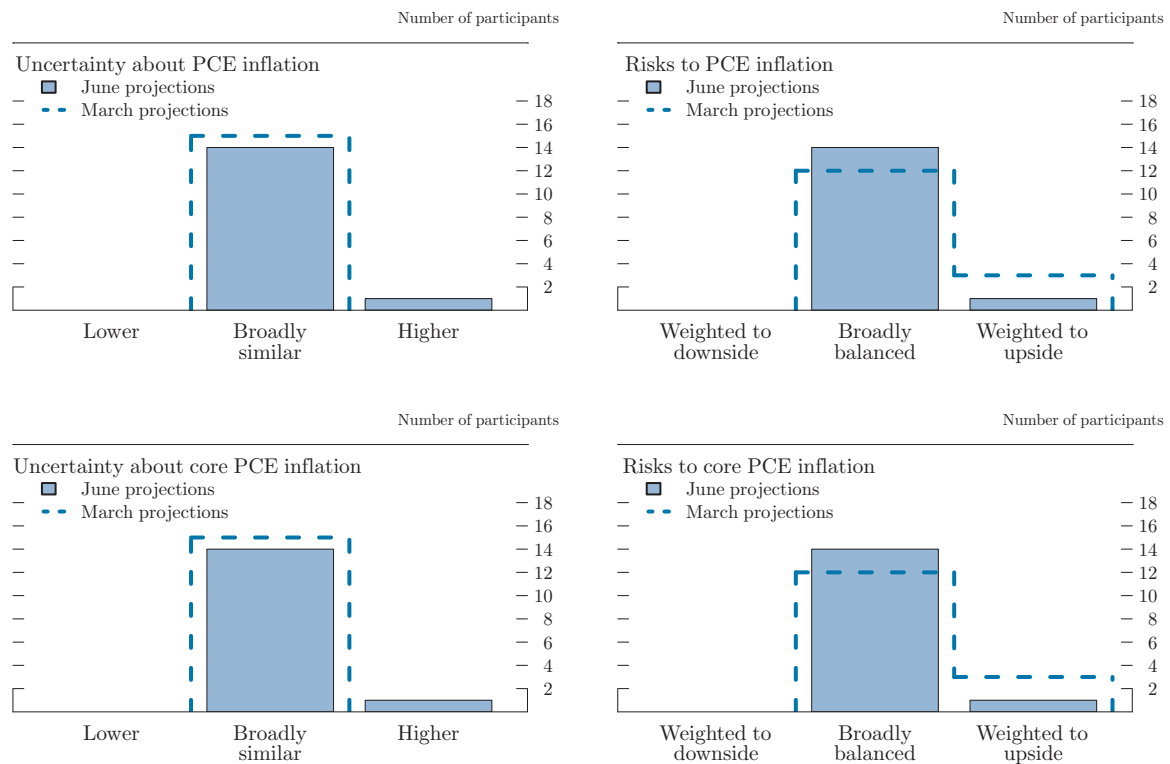 Number of participants
Uncertainty about PCE inflation
June projections
March projections
18
16
14
12
10
8
6
4
2
Lower
Broadly
similar
Higher
Number of participants
Risks to PCE inflation
June projections
March projections
18
16
14
12
10
8
6
4
2
Weighted to
downside
Broadly
balanced
Weighted to
upside
Number of participants
Uncertainty about core PCE inflation
June projections
March projections
18
16
14
12
10
8
6
4
2
Lower
Broadly
similar
Higher
Number of participants
Risks to core PCE inflation
June projections
March projections
18
16
14
12
10
8
6
4
2
Weighted to
downside
Broadly
balanced
Weighted to
upside